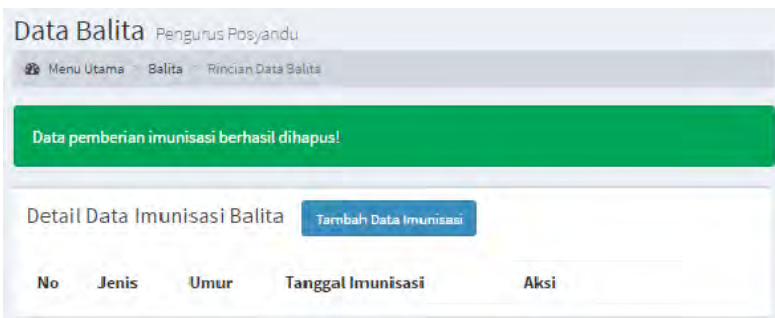 Data Balita Pengurus Posyandu
Menu Utama > Balita > Rincian Data Balita
Data pemberian imunisasi berhasil dihapus!
Detail Data Imunisasi Balita Tambah Data Imunisasi
No Jenis Umur Tanggal Imunisasi Aksi